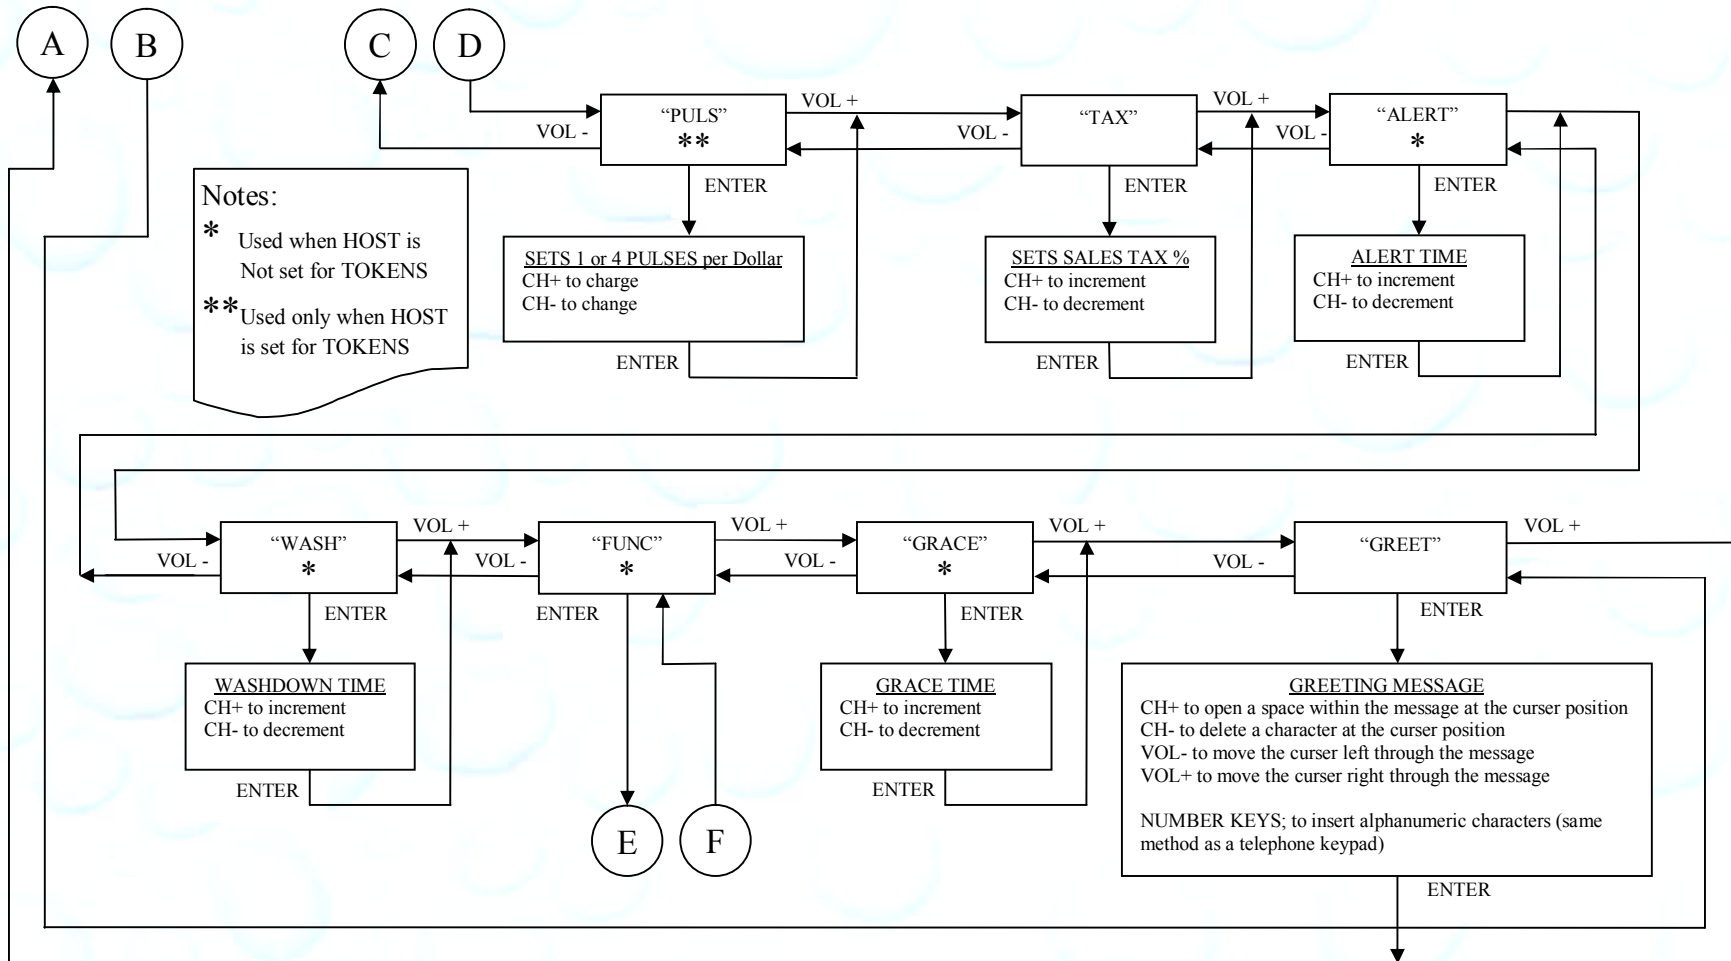 A
B
C
D
VOL -
“PULS”
**
VOL +
VOL -
“TAX”
VOL +
VOL -
“ALERT”
*
ENTER
ENTER
ENTER
Notes:
* Used when HOST is
Not set for TOKENS
** Used only when HOST
is set for TOKENS
SETS 1 or 4 PULSES per Dollar
CH+ to charge
CH- to change
ENTER
SETS SALES TAX %
CH+ to increment
CH- to decrement
ENTER
ALERT TIME
CH+ to increment
CH- to decrement
ENTER
VOL -
“WASH”
*
VOL +
VOL -
“FUNC”
*
VOL +
VOL -
“GRACE”
*
VOL +
VOL -
“GREET”
VOL +
ENTER
ENTER
ENTER
ENTER
WASHDOWN TIME
CH+ to increment
CH- to decrement
ENTER
E
F
GRACE TIME
CH+ to increment
CH- to decrement
ENTER
GREETING MESSAGE
CH+ to open a space within the message at the curser position
CH- to delete a character at the curser position
VOL- to move the curser left through the message
VOL+ to move the curser right through the message
NUMBER KEYS; to insert alphanumeric characters (same
method as a telephone keypad)
ENTER